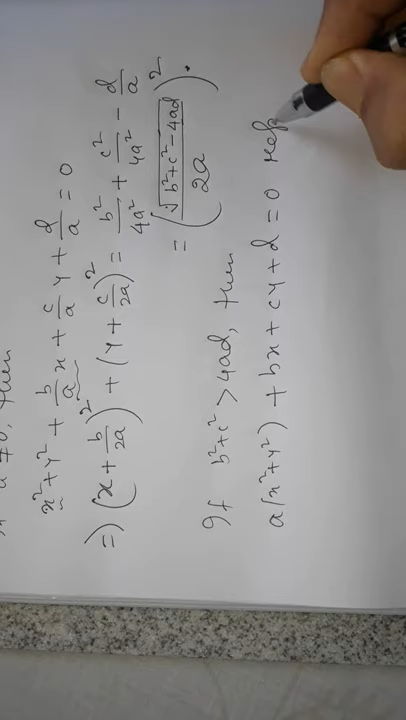 a ≠ 0, then
x² + y² + b/a x + c/a y + d/a = 0
⇒ (x + b/2a)² + (y + c/2a)² = b²/4a² + c²/4a² - d/a
= (√b²+c²-4ad / 2a)².
If b²+c² > 4ad, then
a(x²+y²) + bx + cy + d = 0 rep